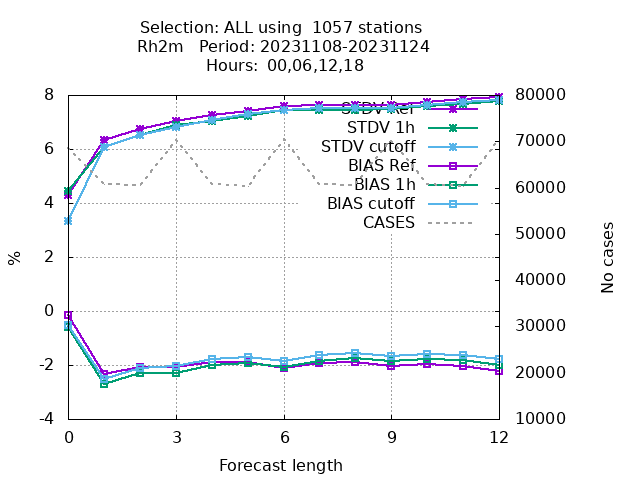 Selection: ALL using 1057 stations
Rh2m Period: 20231108-20231124
Hours: 00,06,12,18
8
6
4
2
0
-2
-4
%
80000
70000
60000
50000
40000
30000
20000
10000
No cases
STDV Ref
STDV 1h
STDV cutoff
BIAS Ref
BIAS 1h
BIAS cutoff
CASES
0 3 6 9 12
Forecast length